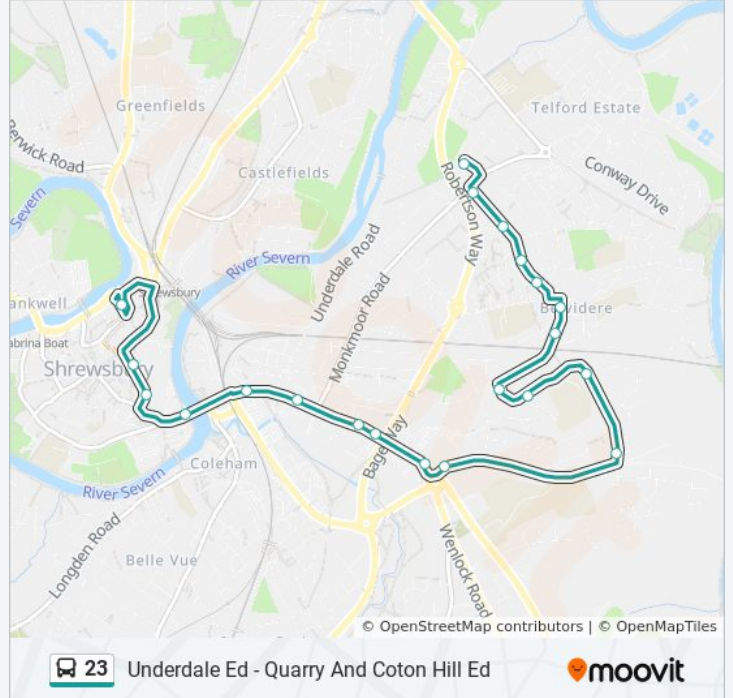 Greenfields
Telford Estate
Berwick Road
Castlefields
Conway Drive
Robertson Way
Severn
River Severn
Underdale Road
Monkmoor Road
ankwell
ewsbury
Belvidere
abrina Boat
Shrewsbury
Bage Way
Coleham
River Severn
Longden Road
Belle Vue
Wenlock Road
© OpenStreetMap contributors | © OpenMapTiles
23 Underdale Ed - Quarry And Coton Hill Ed moovit